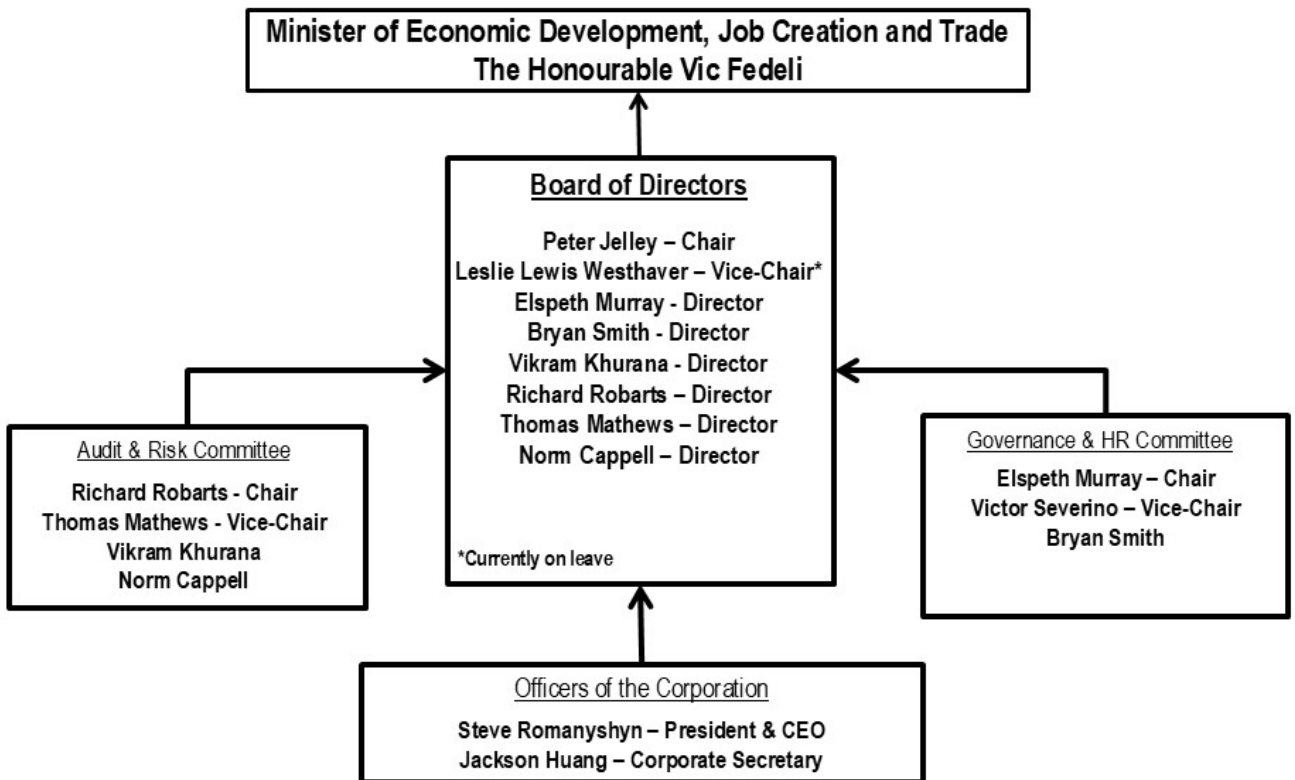 Minister of Economic Development, Job Creation and Trade
The Honourable Vic Fedeli
Board of Directors
Peter Jelley – Chair
Leslie Lewis Westhaver – Vice-Chair*
Elspeth Murray - Director
Bryan Smith - Director
Vikram Khurana - Director
Richard Robarts – Director
Thomas Mathews – Director
Norm Cappell – Director
*Currently on leave
Audit & Risk Committee
Richard Robarts - Chair
Thomas Mathews - Vice-Chair
Vikram Khurana
Norm Cappell
Governance & HR Committee
Elspeth Murray – Chair
Victor Severino – Vice-Chair
Bryan Smith
Officers of the Corporation
Steve Romanyshyn – President & CEO
Jackson Huang – Corporate Secretary